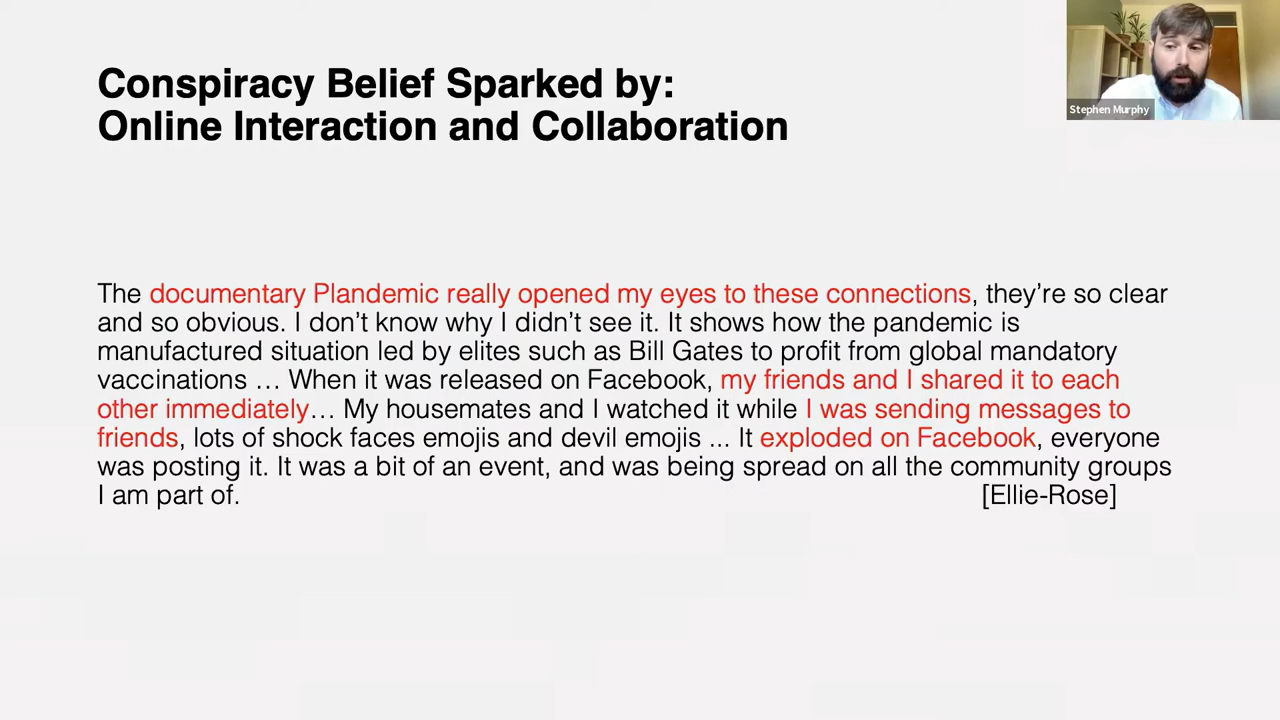 Conspiracy Belief Sparked by:
Online Interaction and Collaboration
Stephen Murphy
The documentary Plandemic really opened my eyes to these connections, they’re so clear
and so obvious. I don’t know why I didn’t see it. It shows how the pandemic is
manufactured situation led by elites such as Bill Gates to profit from global mandatory
vaccinations … When it was released on Facebook, my friends and I shared it to each
other immediately… My housemates and I watched it while I was sending messages to
friends, lots of shock faces emojis and devil emojis ... It exploded on Facebook, everyone
was posting it. It was a bit of an event, and was being spread on all the community groups
I am part of. [Ellie-Rose]